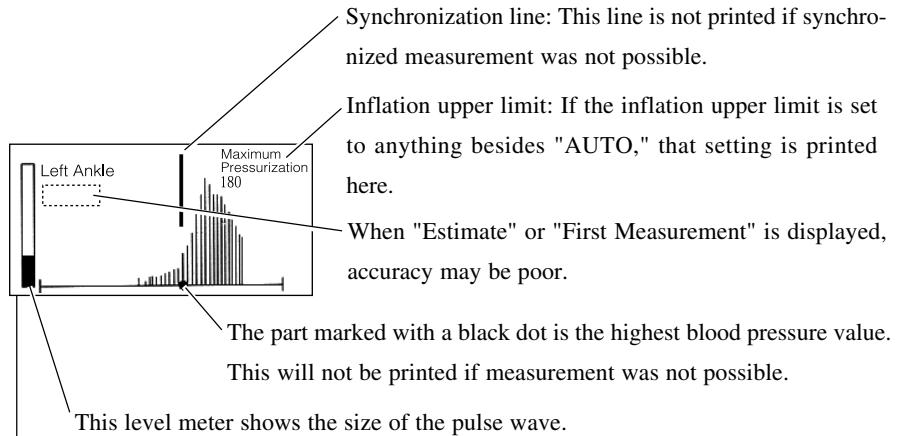 Synchronization line: This line is not printed if synchro-
nized measurement was not possible.
Inflation upper limit: If the inflation upper limit is set
to anything besides "AUTO," that setting is printed
here.
Left Ankle
Maximum
Pressurization
180
When "Estimate" or "First Measurement" is displayed,
accuracy may be poor.
The part marked with a black dot is the highest blood pressure value.
This will not be printed if measurement was not possible.
This level meter shows the size of the pulse wave.